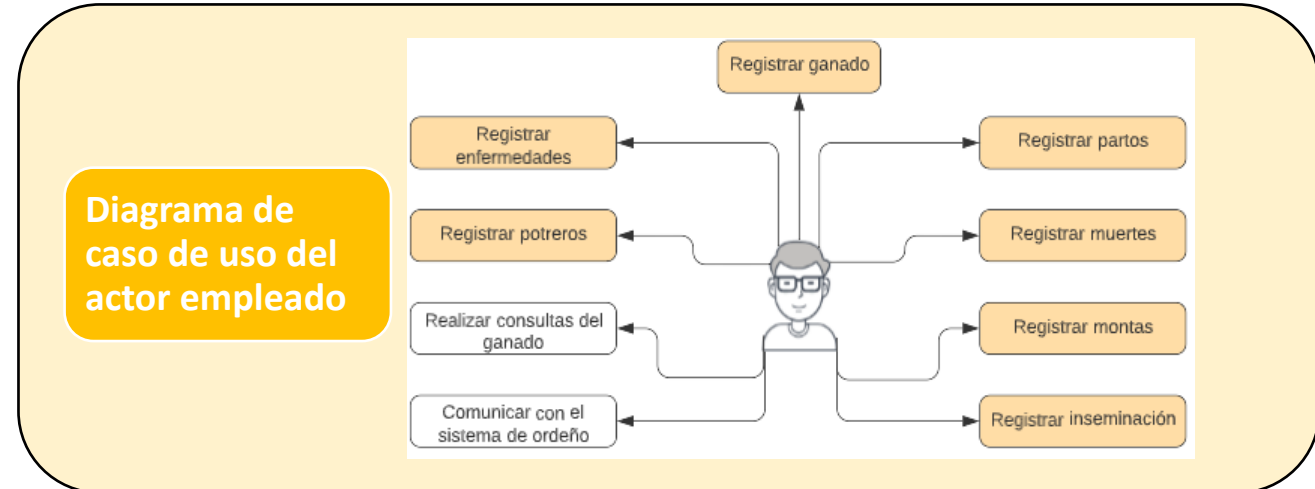 Diagrama de
caso de uso del
actor empleado
Registrar ganado
Registrar
enfermedades
Registrar partos
Registrar potreros
Registrar muertes
Realizar consultas del
ganado
Registrar montas
Comunicar con el
sistema de ordeño
Registrar inseminación